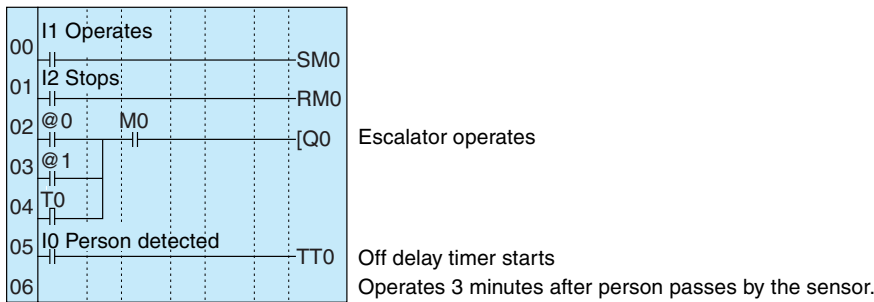 I1 Operates
00 SM0
I2 Stops
01 RM0
02 @0 M0 [Q0 Escalator operates
03 @1
04 T0
05 I0 Person detected TT0 Off delay timer starts
06 Operates 3 minutes after person passes by the sensor.